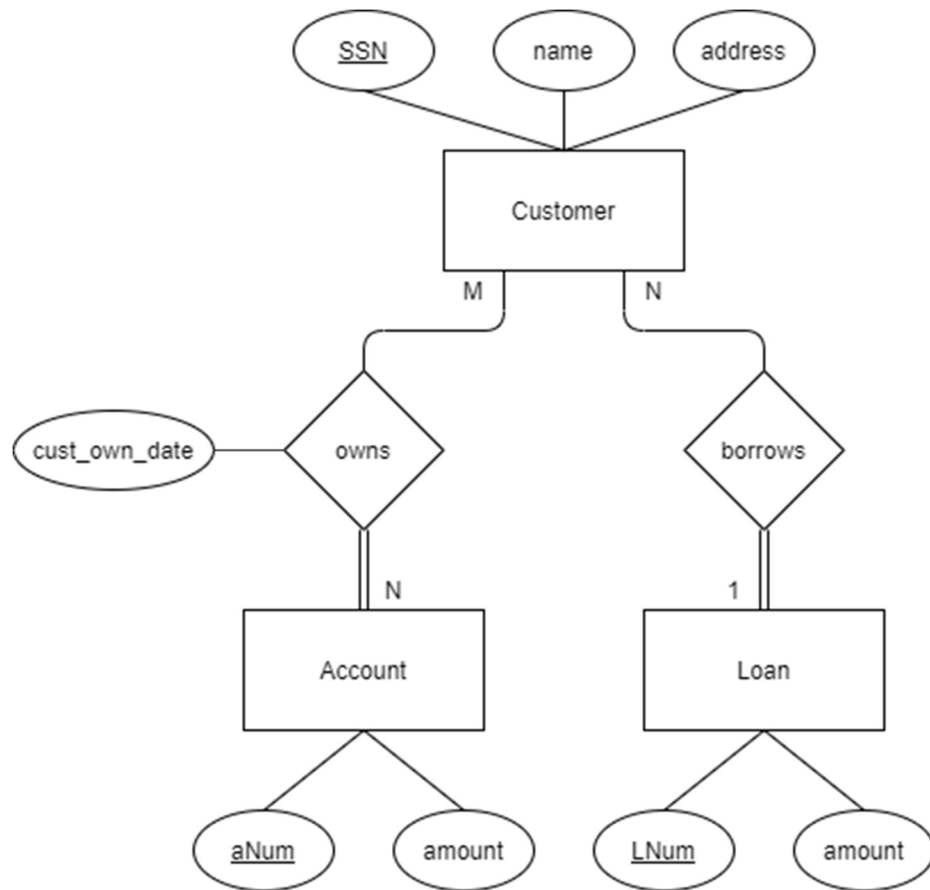 SSN
name
address
Customer
M
N
cust_own_date
owns
borrows
N
1
Account
Loan
aNum
amount
LNum
amount